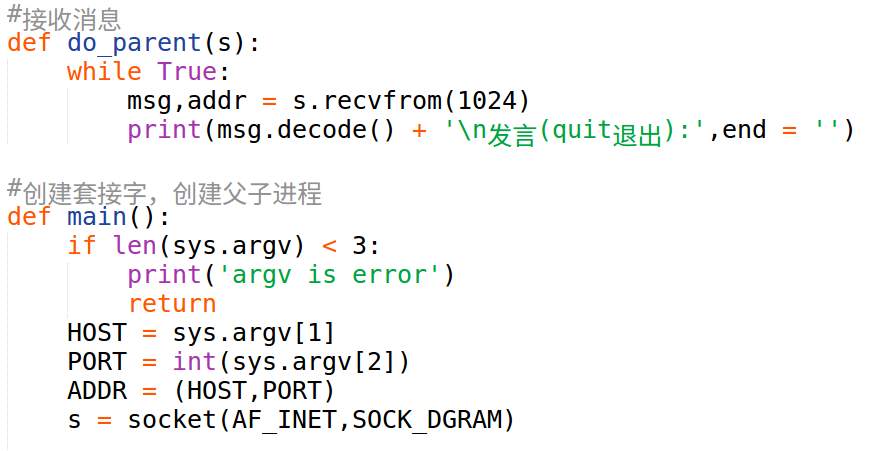 #接收消息
def do_parent(s):
    while True:
        msg,addr = s.recvfrom(1024)
        print(msg.decode() + '\n发言(quit退出):',end = '')
#创建套接字，创建父子进程
def main():
    if len(sys.argv) < 3:
        print('argv is error')
        return
    HOST = sys.argv[1]
    PORT = int(sys.argv[2])
    ADDR = (HOST,PORT)
    s = socket(AF_INET,SOCK_DGRAM)